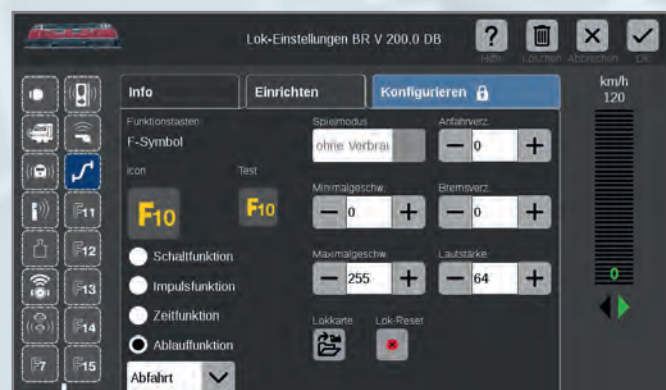 Lok-Einstellungen BR V 200.0 DB
?
Hilfe
Löschen
Abbrechen
OK
Info
Einrichten
Konfigurieren
km/h
120
Funktionstasten
F-Symbol
Icon
Test
F10
F10
Schaltfunktion
Impulsfunktion
Zeitfunktion
Ablauffunktion
Abfahrt
Spielmodus
ohne Verbrau
Minimalgeschw.
− 0 +
Maximalgeschw.
− 255 +
Lokkarte
Lok-Reset
Anfahrverz.
− 0 +
Bremsverz.
− 0 +
Lautstärke
− 64 +
0
F11
F12
F13
F14
F7
F15